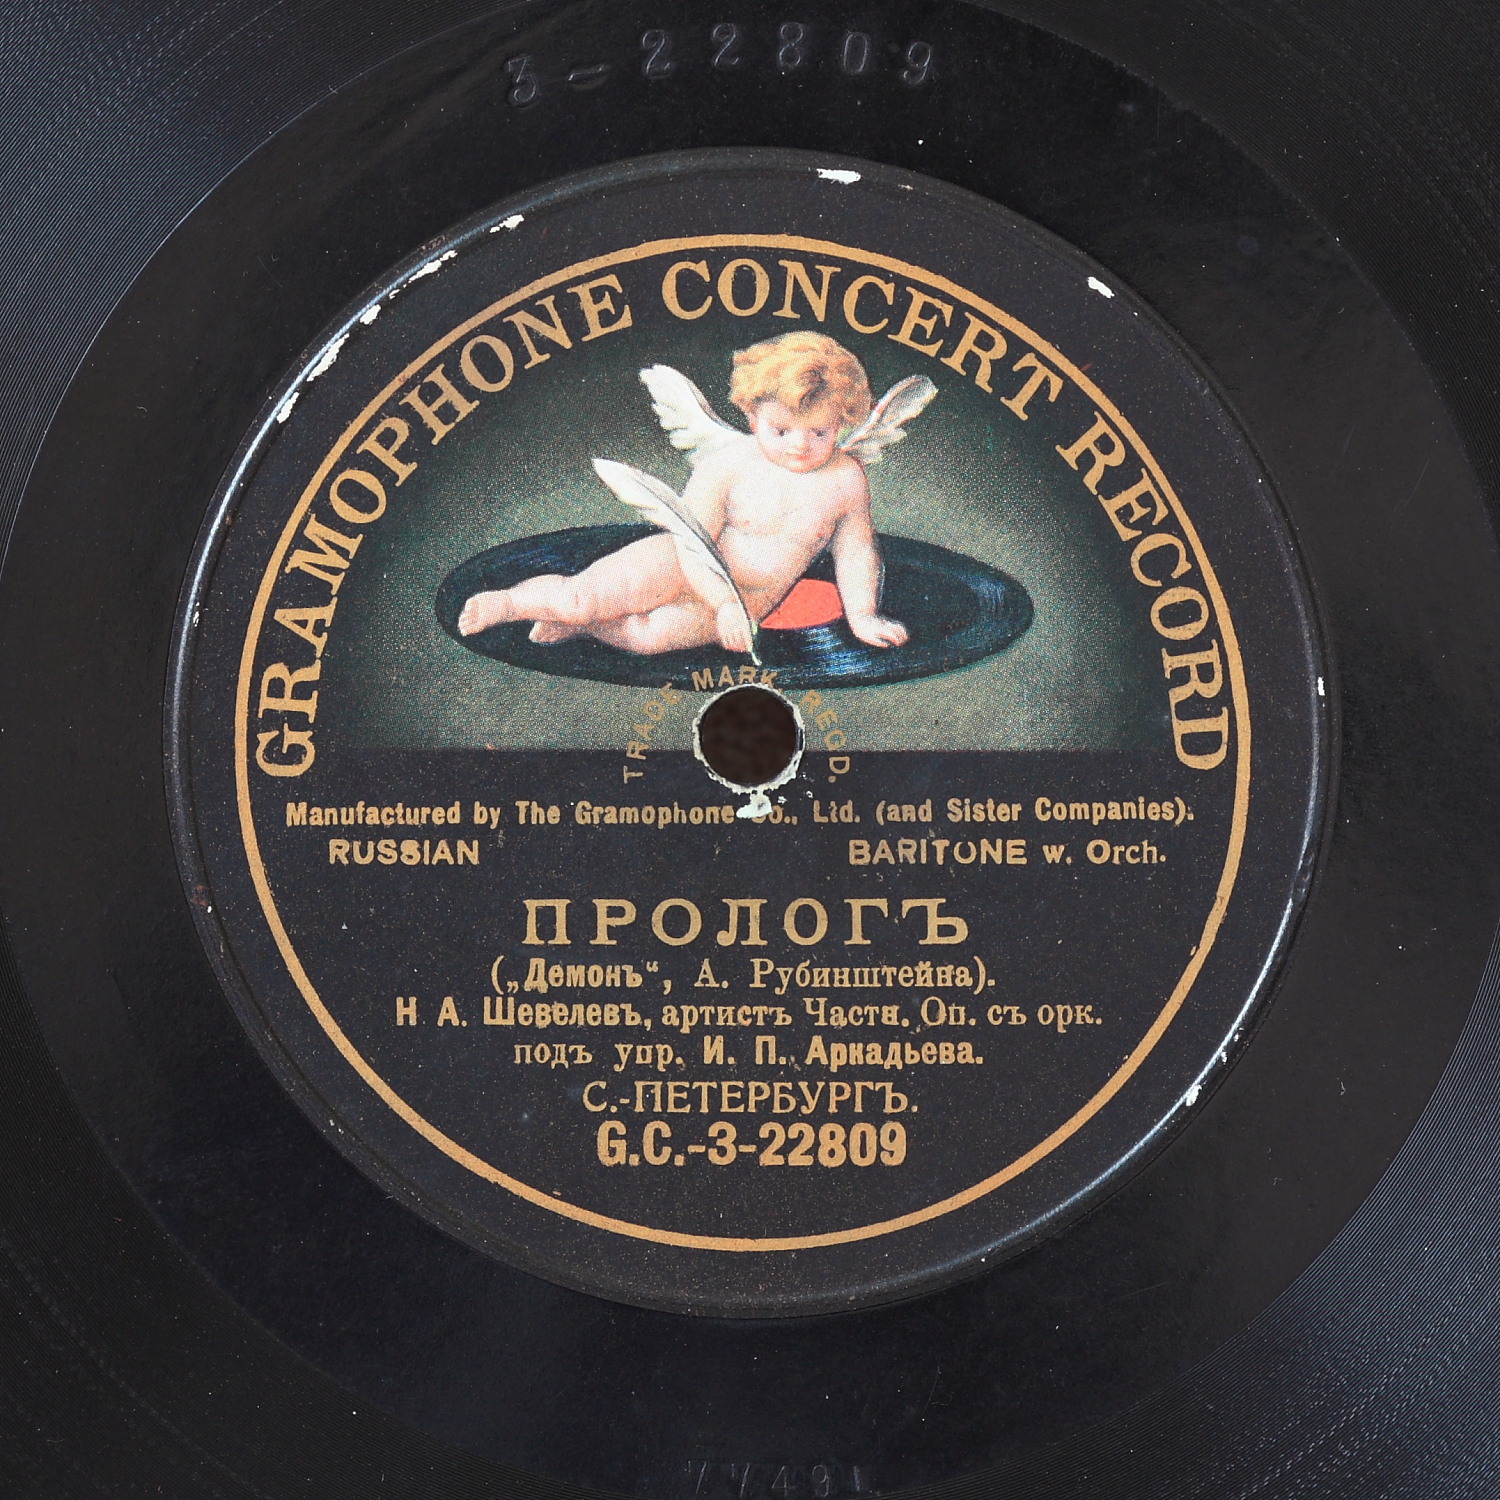 3-22809
GRAMOPHONE CONCERT RECORD
TRADE MARK REGD.
Manufactured by The Gramophone Co., Ltd. (and Sister Companies).
RUSSIAN BARITONE w. Orch.
ПРОЛОГЪ
(„Демонъ“, А. Рубинштейна).
Н А. Шевелевъ, артистъ Частн. Оп. съ орк.
подъ упр. И. П. Аркадьева.
С.-ПЕТЕРБУРГЪ.
G.C.-3-22809